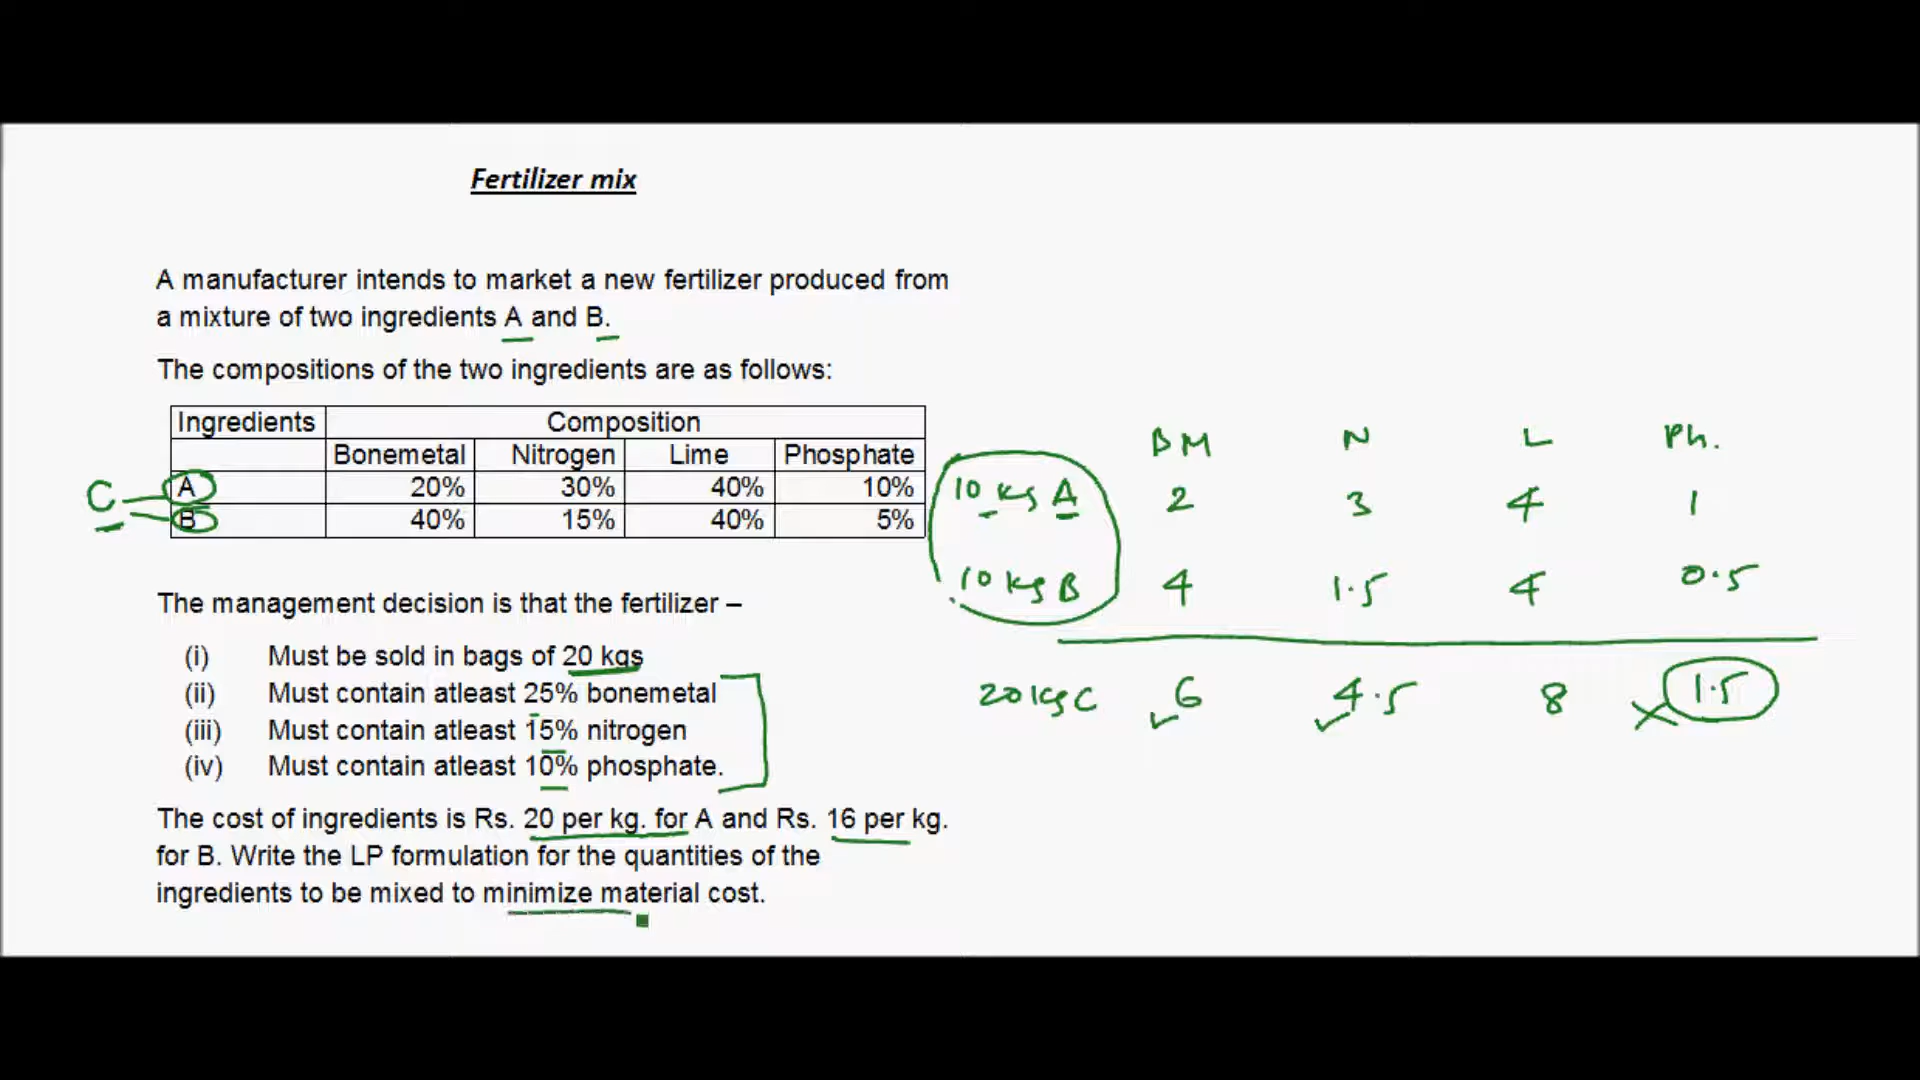 Fertilizer mix
A manufacturer intends to market a new fertilizer produced from
a mixture of two ingredients A and B.
The compositions of the two ingredients are as follows:
Ingredients Composition
Bonemetal Nitrogen Lime Phosphate
A 20% 30% 40% 10%
B 40% 15% 40% 5%
C
The management decision is that the fertilizer –
(i) Must be sold in bags of 20 kgs
(ii) Must contain atleast 25% bonemetal
(iii) Must contain atleast 15% nitrogen
(iv) Must contain atleast 10% phosphate.
The cost of ingredients is Rs. 20 per kg. for A and Rs. 16 per kg.
for B. Write the LP formulation for the quantities of the
ingredients to be mixed to minimize material cost.
BM N L Ph.
10 kgs A 2 3 4 1
10 kgs B 4 1.5 4 0.5
20 kgs C 6 4.5 8 1.5